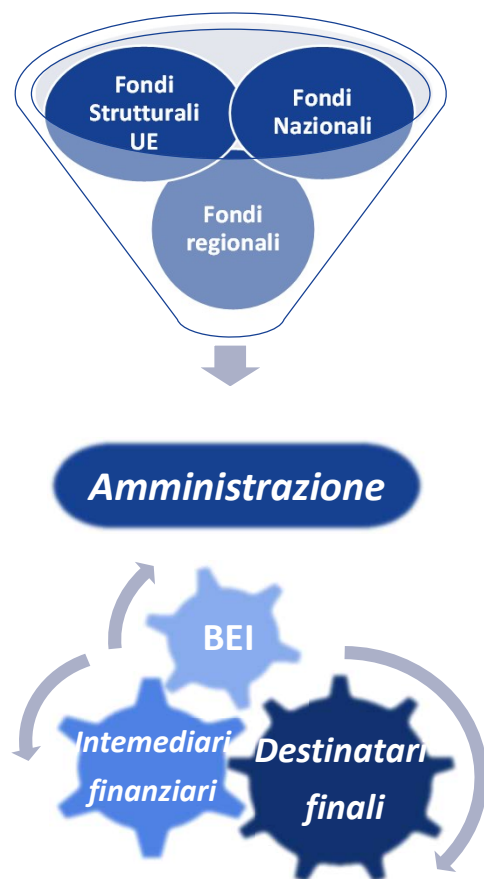 Fondi
Strutturali
UE
Fondi
Nazionali
Fondi
regionali
Amministrazione
BEI
Intemediari
finanziari
Destinatari
finali